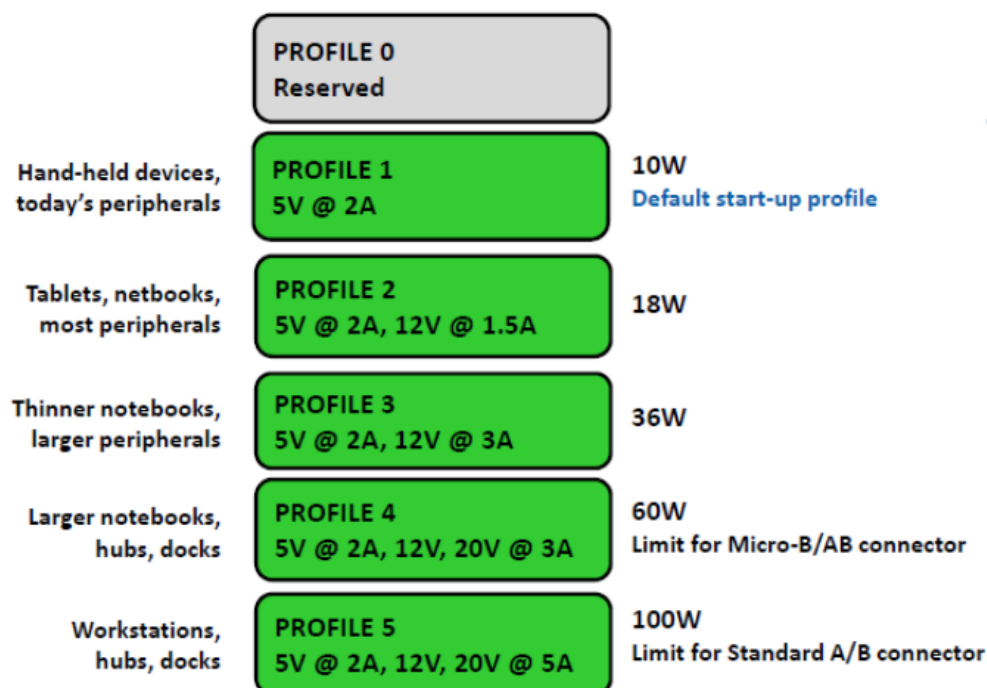 PROFILE 0
Reserved
Hand-held devices,
today's peripherals
PROFILE 1
5V @ 2A
10W
Default start-up profile
Tablets, netbooks,
most peripherals
PROFILE 2
5V @ 2A, 12V @ 1.5A
18W
Thinner notebooks,
larger peripherals
PROFILE 3
5V @ 2A, 12V @ 3A
36W
Larger notebooks,
hubs, docks
PROFILE 4
5V @ 2A, 12V, 20V @ 3A
60W
Limit for Micro-B/AB connector
Workstations,
hubs, docks
PROFILE 5
5V @ 2A, 12V, 20V @ 5A
100W
Limit for Standard A/B connector